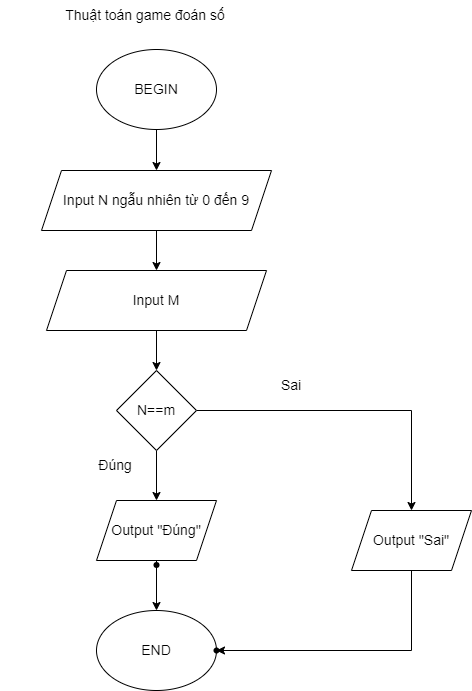 Thuật toán game đoán số
BEGIN
Input N ngẫu nhiên từ 0 đến 9
Input M
N==m
Sai
Đúng
Output "Đúng"
Output "Sai"
END